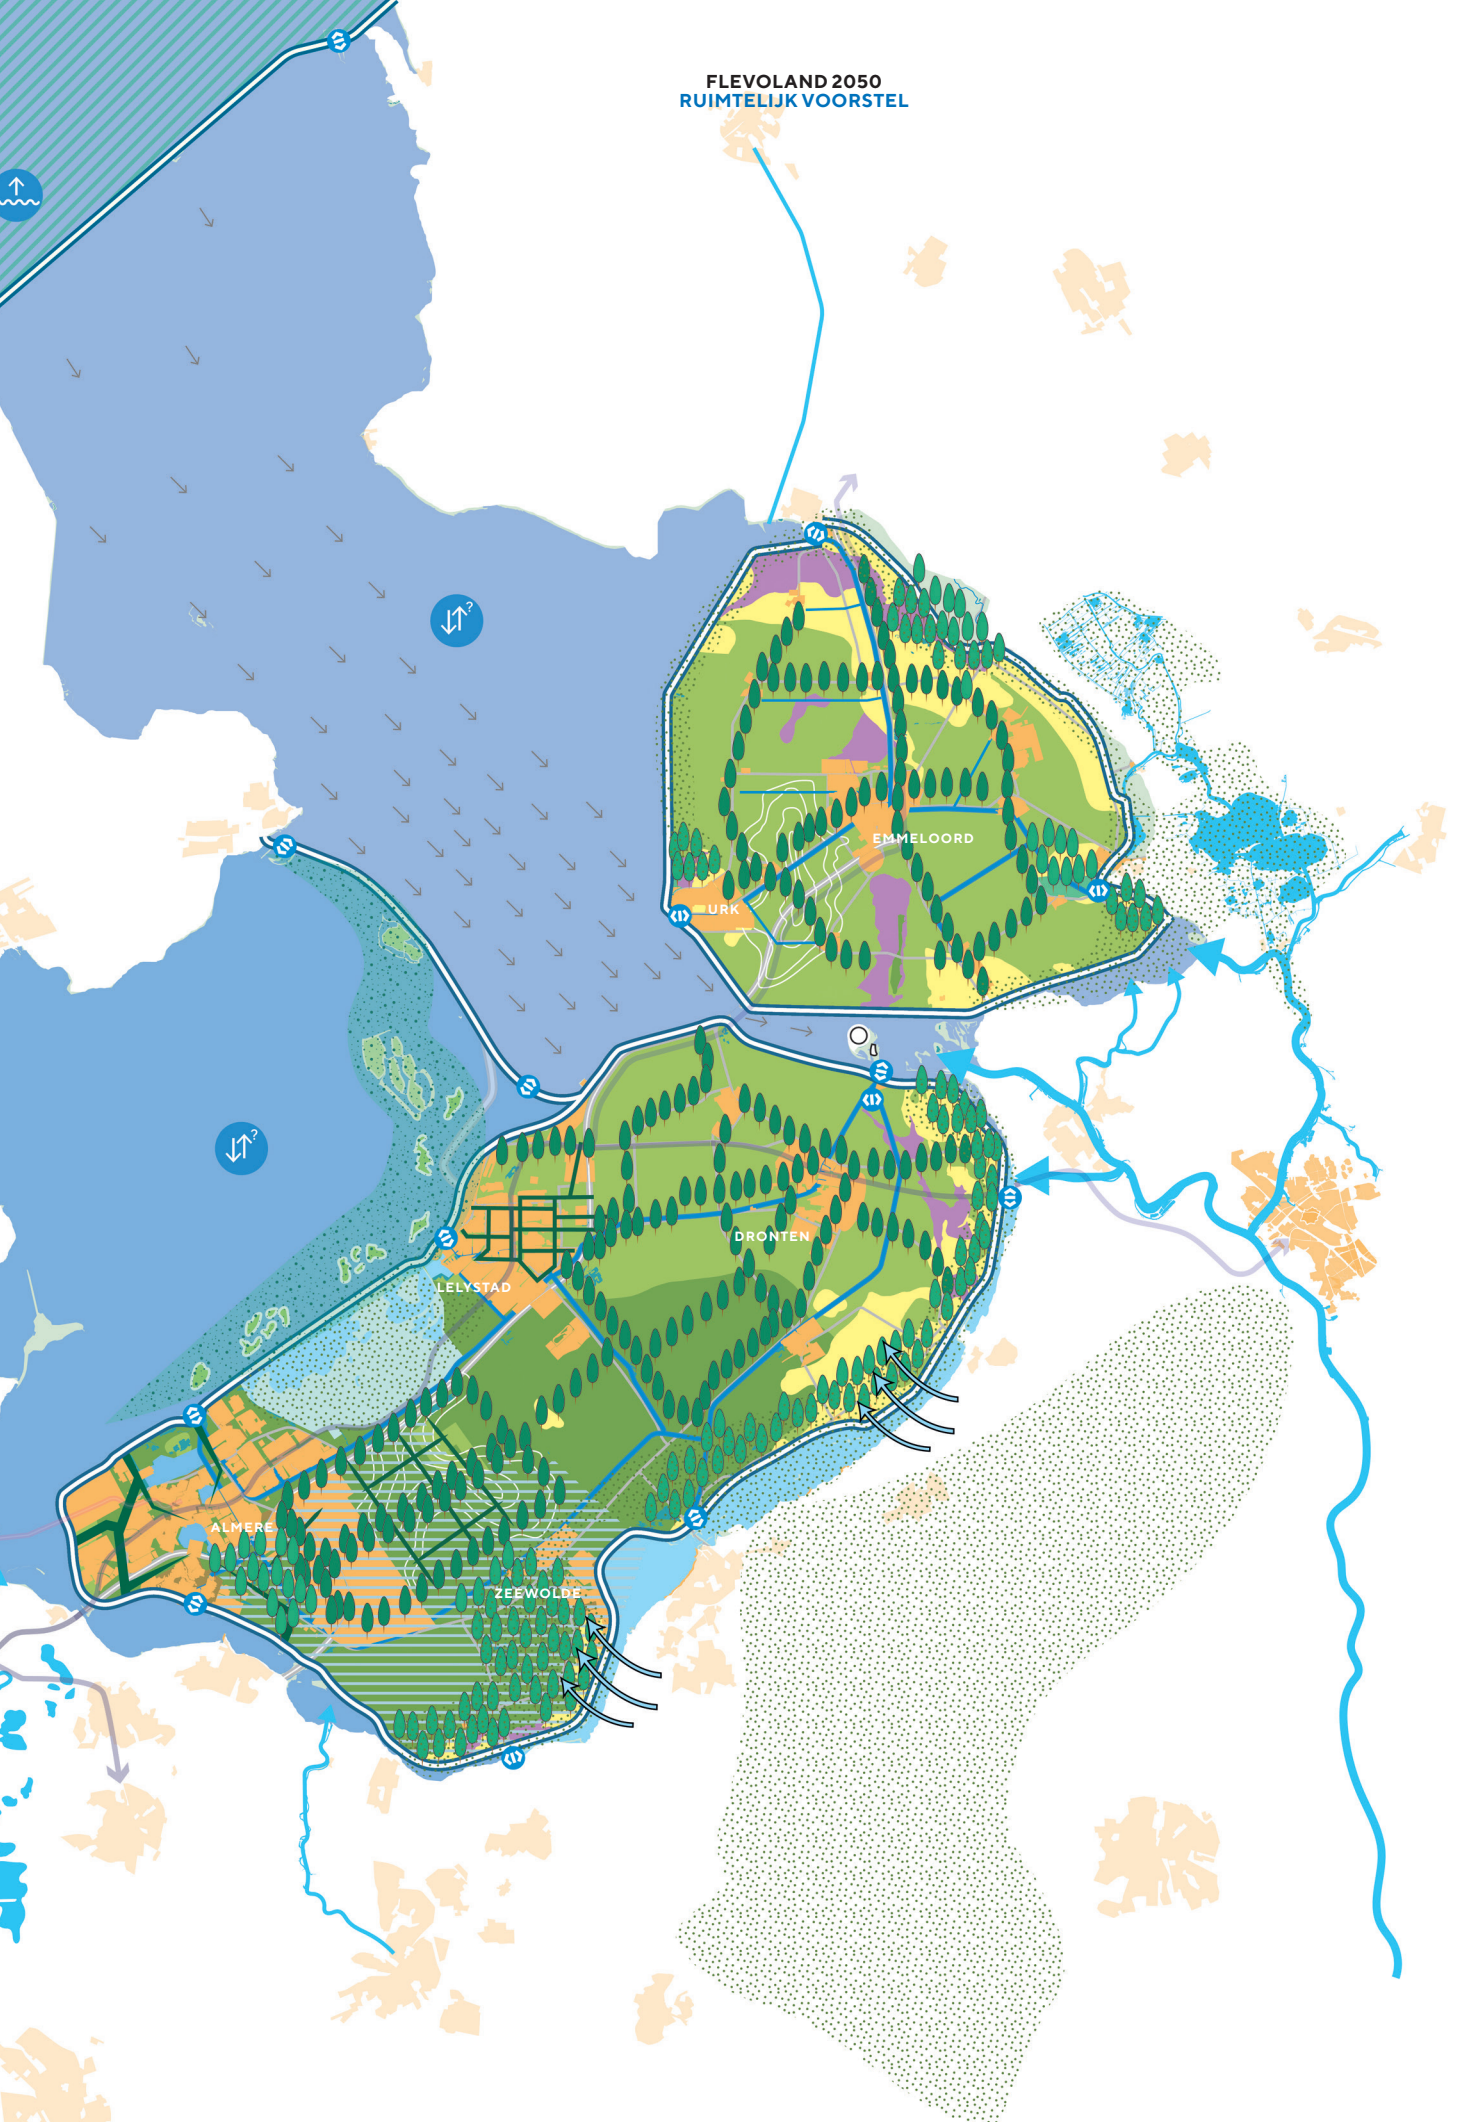 FLEVOLAND 2050
RUIMTELIJK VOORSTEL
?
EMMELOORD
URK
?
DRONTEN
LELYSTAD
ALMERE
ZEEWOLDE